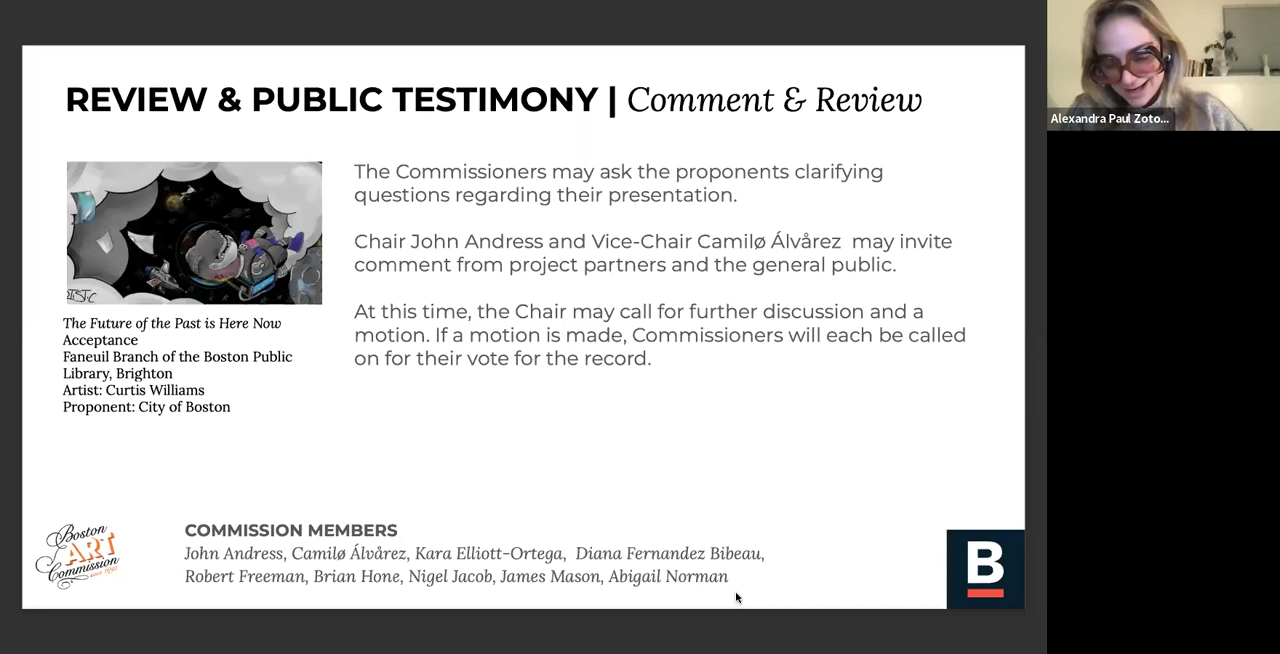 REVIEW & PUBLIC TESTIMONY | Comment & Review
The Commissioners may ask the proponents clarifying
questions regarding their presentation.
Chair John Andress and Vice-Chair Camilø Álvårez  may invite
comment from project partners and the general public.
At this time, the Chair may call for further discussion and a
motion. If a motion is made, Commissioners will each be called
on for their vote for the record.
The Future of the Past is Here Now
Acceptance
Faneuil Branch of the Boston Public
Library, Brighton
Artist: Curtis Williams
Proponent: City of Boston
Boston
ART
Commission
since 1890
COMMISSION MEMBERS
John Andress, Camilø Álvårez, Kara Elliott-Ortega,  Diana Fernandez Bibeau,
Robert Freeman, Brian Hone, Nigel Jacob, James Mason, Abigail Norman
B
Alexandra Paul Zoto...